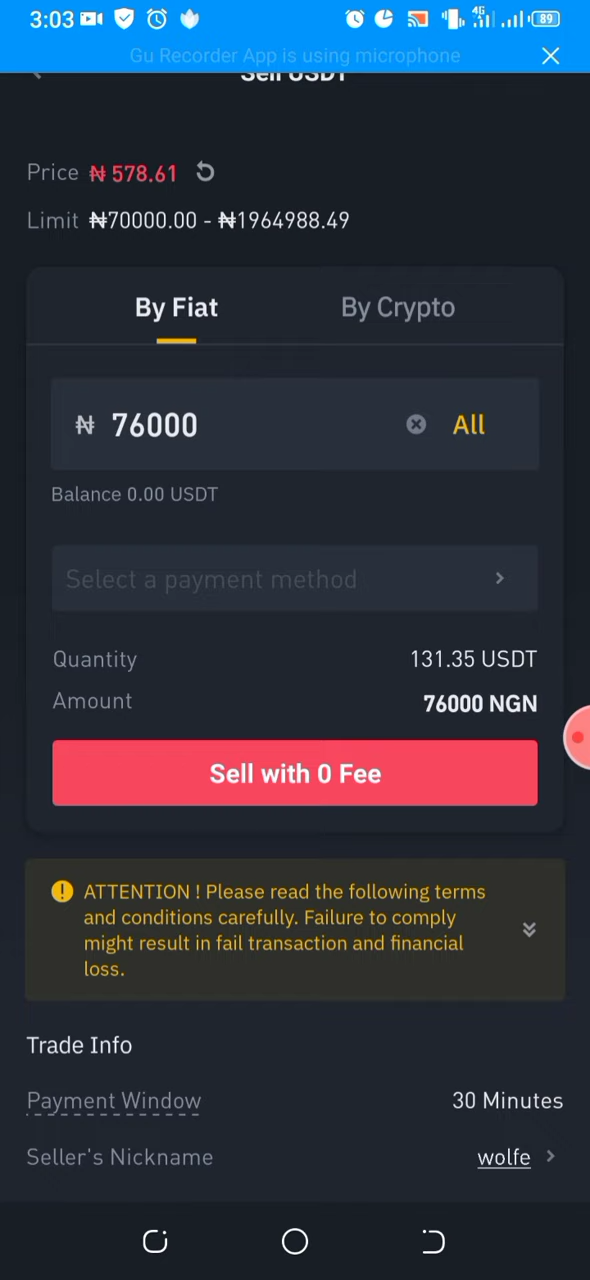 3:03
4G
89
Gu Recorder App is using microphone
Sell USDT
Price ₦ 578.61
Limit ₦70000.00 - ₦1964988.49
By Fiat
By Crypto
₦ 76000
All
Balance 0.00 USDT
Select a payment method
Quantity
131.35 USDT
Amount
76000 NGN
Sell with 0 Fee
ATTENTION ! Please read the following terms
and conditions carefully. Failure to comply
might result in fail transaction and financial
loss.
Trade Info
Payment Window
30 Minutes
Seller's Nickname
wolfe